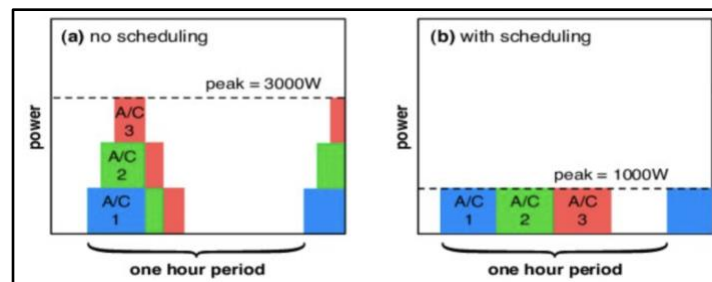 (a) no scheduling
peak = 3000W
A/C
3
A/C
2
A/C
1
power
one hour period
(b) with scheduling
peak = 1000W
A/C
1
A/C
2
A/C
3
power
one hour period